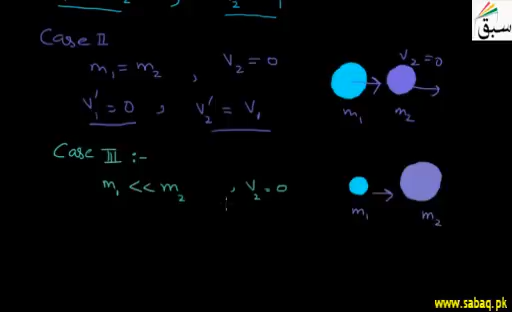 سبق
Case II
m₁ = m₂ , V₂ = 0
V₁' = 0 , V₂' = V₁
V₂ = 0
m₁ m₂
Case III :-
m₁ << m₂ , V₂ = 0
m₁ m₂
www.sabaq.pk